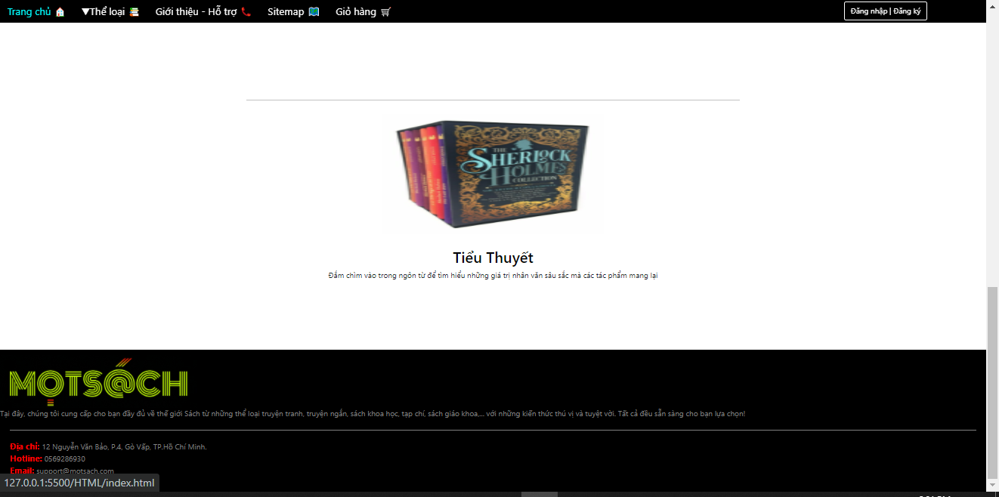 Trang chủ 🏠 ▼Thể loại 📚 Giới thiệu - Hỗ trợ 📞 Sitemap 🗺️ Giỏ hàng 🛒 Đăng nhập | Đăng ký
THE
SHERLOCK
HOLMES
COLLECTION
Tiểu Thuyết
Đắm chìm vào trong ngôn từ để tìm hiểu những giá trị nhân văn sâu sắc mà các tác phẩm mang lại
MỌTS@́CH
Tại đây, chúng tôi cung cấp cho bạn đầy đủ về thế giới Sách từ những thể loại truyện tranh, truyện ngắn, sách khoa học, tạp chí, sách giáo khoa,... với những kiến thức thú vị và tuyệt vời. Tất cả đều sẵn sàng cho bạn lựa chọn!
Địa chỉ: 12 Nguyễn Văn Bảo, P.4, Gò Vấp, TP.Hồ Chí Minh.
Hotline: 0569286930
Email: support@motsach.com
127.0.0.1:5500/HTML/index.html